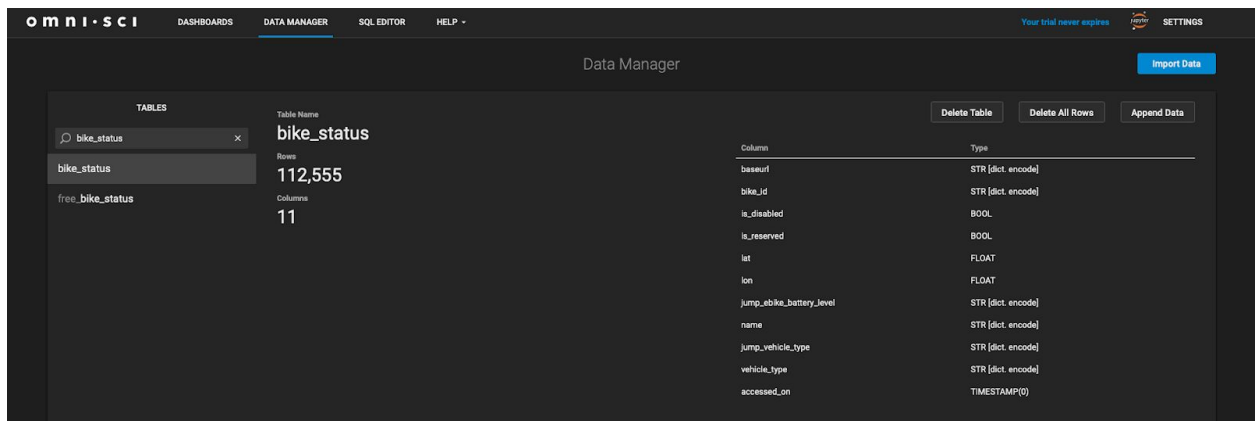 omni·sci DASHBOARDS DATA MANAGER SQL EDITOR HELP Your trial never expires jupyter SETTINGS
Data Manager Import Data
TABLES
bike_status ×
bike_status
free_bike_status
Table Name
bike_status
Rows
112,555
Columns
11
Delete Table Delete All Rows Append Data
Column Type
baseurl STR [dict. encode]
bike_id STR [dict. encode]
is_disabled BOOL
is_reserved BOOL
lat FLOAT
lon FLOAT
jump_ebike_battery_level STR [dict. encode]
name STR [dict. encode]
jump_vehicle_type STR [dict. encode]
vehicle_type STR [dict. encode]
accessed_on TIMESTAMP(0)